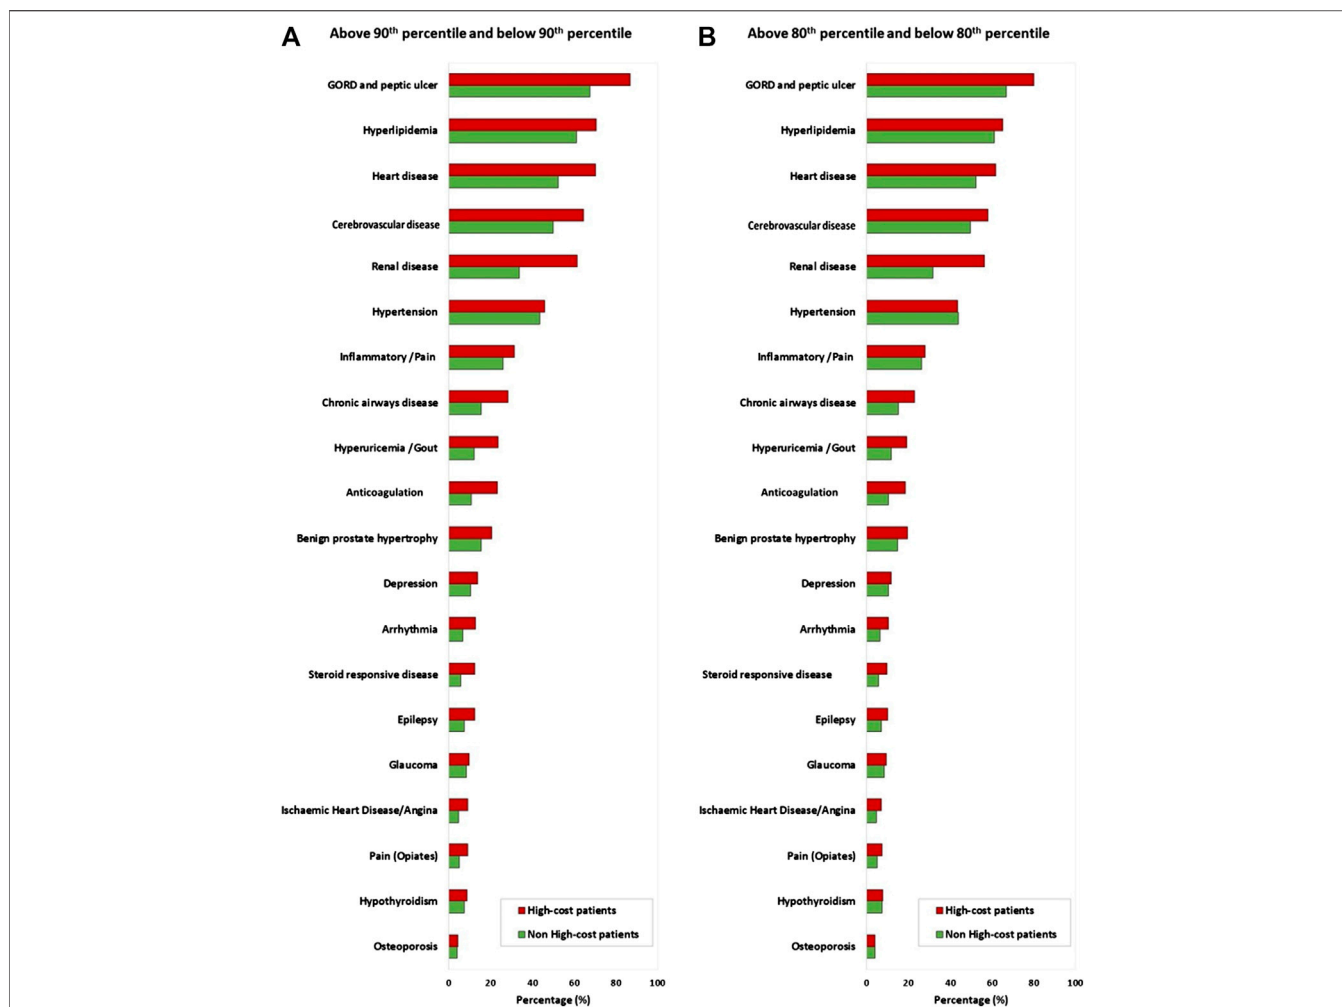 A Above 90th percentile and below 90th percentile
GORD and peptic ulcer
Hyperlipidemia
Heart disease
Cerebrovascular disease
Renal disease
Hypertension
Inflammatory /Pain
Chronic airways disease
Hyperuricemia /Gout
Anticoagulation
Benign prostate hypertrophy
Depression
Arrhythmia
Steroid responsive disease
Epilepsy
Glaucoma
Ischaemic Heart Disease/Angina
Pain (Opiates)
Hypothyroidism
Osteoporosis
High-cost patients
Non High-cost patients
0 20 40 60 80 100
Percentage (%)
B Above 80th percentile and below 80th percentile
GORD and peptic ulcer
Hyperlipidemia
Heart disease
Cerebrovascular disease
Renal disease
Hypertension
Inflammatory /Pain
Chronic airways disease
Hyperuricemia /Gout
Anticoagulation
Benign prostate hypertrophy
Depression
Arrhythmia
Steroid responsive disease
Epilepsy
Glaucoma
Ischaemic Heart Disease/Angina
Pain (Opiates)
Hypothyroidism
Osteoporosis
High-cost patients
Non High-cost patients
0 20 40 60 80 100
Percentage (%)